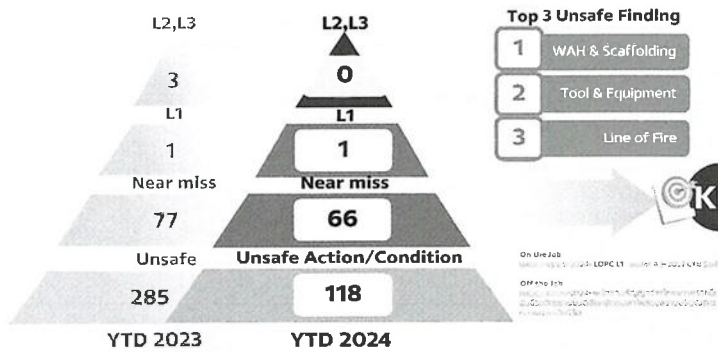 L2,L3
3
L1
1
Near miss
77
Unsafe
285
YTD 2023
L2,L3
0
L1
1
Near miss
66
Unsafe Action/Condition
118
YTD 2024
Top 3 Unsafe Finding
1 WAH & Scaffolding
2 Tool & Equipment
3 Line of Fire
K
On the Job
LOPC L1
Off the Job